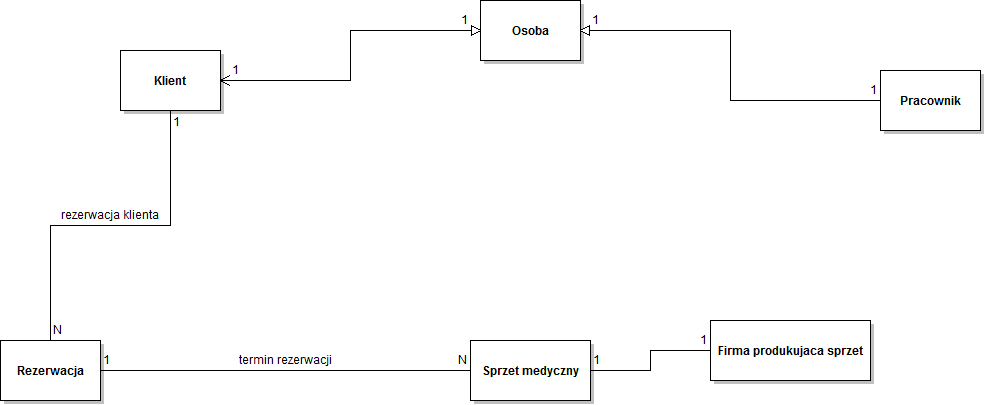 1
Osoba
1
Klient
1
1
Pracownik
1
rezerwacja klienta
N
Rezerwacja
1
termin rezerwacji
N
Sprzet medyczny
1
1
Firma produkujaca sprzet